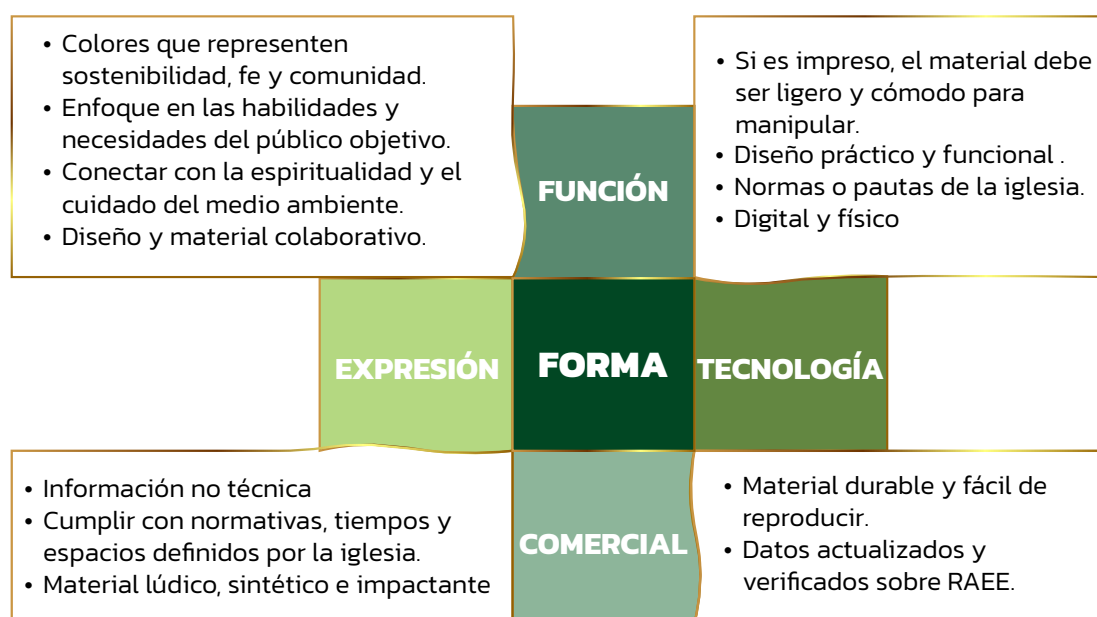 • Colores que representen
sostenibilidad, fe y comunidad.
• Enfoque en las habilidades y
necesidades del público objetivo.
• Conectar con la espiritualidad y el
cuidado del medio ambiente.
• Diseño y material colaborativo.
FUNCIÓN
• Si es impreso, el material debe
ser ligero y cómodo para
manipular.
• Diseño práctico y funcional .
• Normas o pautas de la iglesia.
• Digital y físico
EXPRESIÓN
FORMA
TECNOLOGÍA
• Información no técnica
• Cumplir con normativas, tiempos y
espacios definidos por la iglesia.
• Material lúdico, sintético e impactante
COMERCIAL
• Material durable y fácil de
reproducir.
• Datos actualizados y
verificados sobre RAEE.